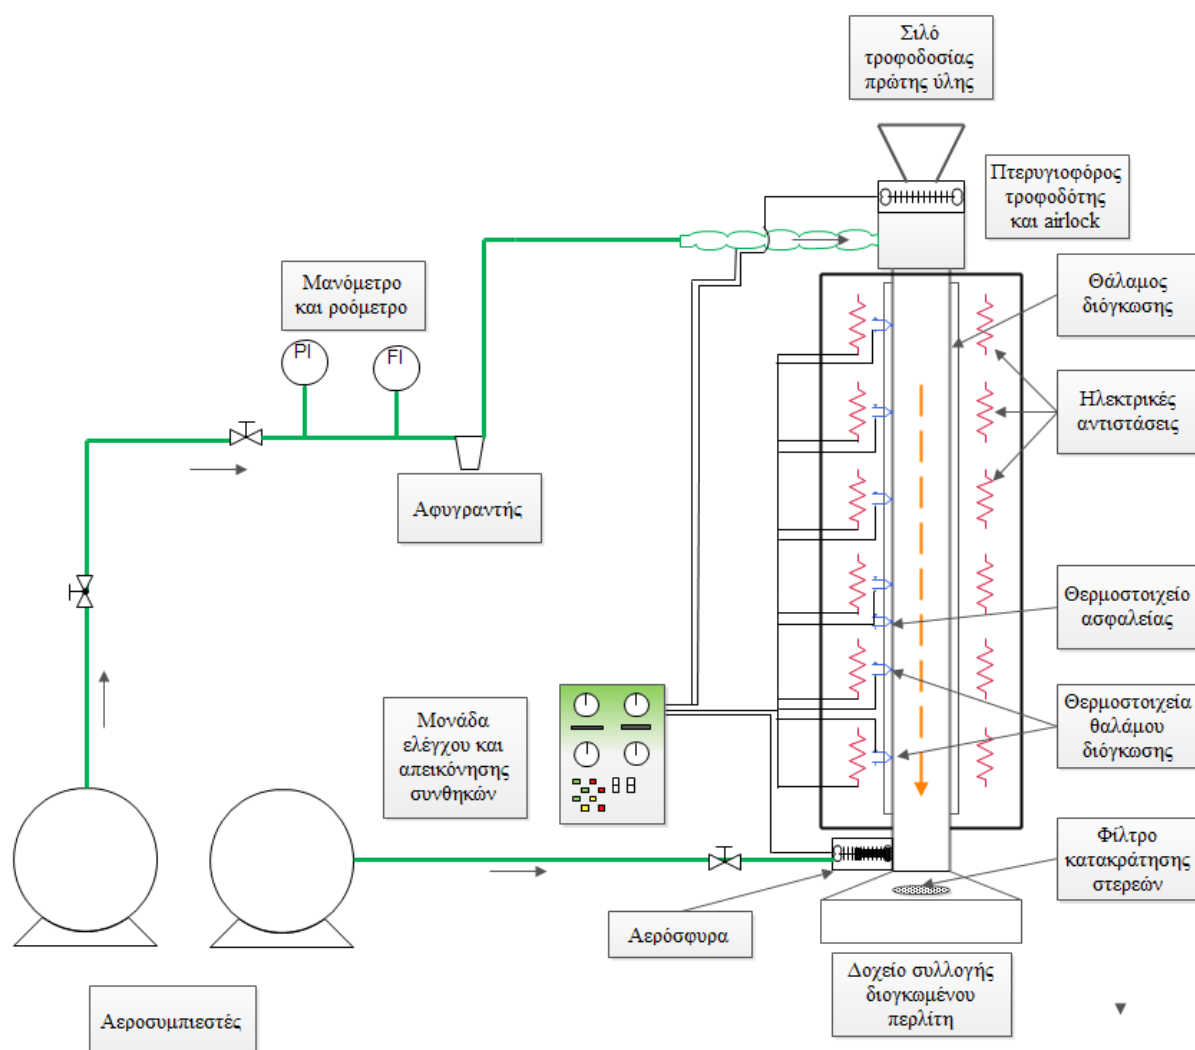 Σιλό
τροφοδοσίας
πρώτης ύλης
Πτερυγιοφόρος
τροφοδότης
και airlock
Μανόμετρο
και ροόμετρο
PI
FI
Θάλαμος
διόγκωσης
Ηλεκτρικές
αντιστάσεις
Αφυγραντής
Θερμοστοιχείο
ασφαλείας
Μονάδα
ελέγχου και
απεικόνησης
συνθηκών
Θερμοστοιχεία
θαλάμου
διόγκωσης
Φίλτρο
κατακράτησης
στερεών
Αερόσφυρα
Δοχείο συλλογής
διογκωμένου
περλίτη
Αεροσυμπιεστές